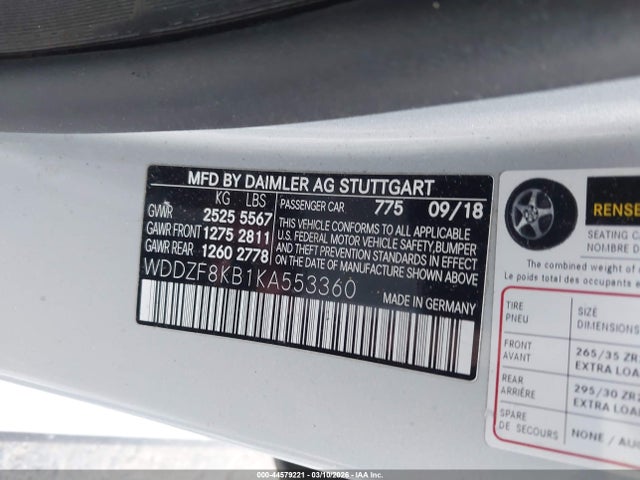 MFD BY DAIMLER AG STUTTGART
KG LBS
GVWR 2525 5567
GAWR FRONT 1275 2811
GAWR REAR 1260 2778
PASSENGER CAR 775 09/18
THIS VEHICLE CONFORMS TO ALL APPLICABLE
U.S. FEDERAL MOTOR VEHICLE SAFETY,BUMPER
AND THEFT PREVENTION STANDARDS IN EFFECT
ON THE DATE OF MANUFACTURE SHOWN ABOVE.
WDDZF8KB1KA553360
MADE IN GERMANY
SEATING
NOMBRE D
The combined weight of
Le poids total des occupants
TIRE
PNEU
SIZE
DIMENSIONS
FRONT
AVANT
265/35 ZR
EXTRA LOA
REAR
ARRIÈRE
295/30 ZR
EXTRA LOA
SPARE
DE SECOURS
NONE / AU
000-44579221 - 03/10/2026 - IAAI.COM